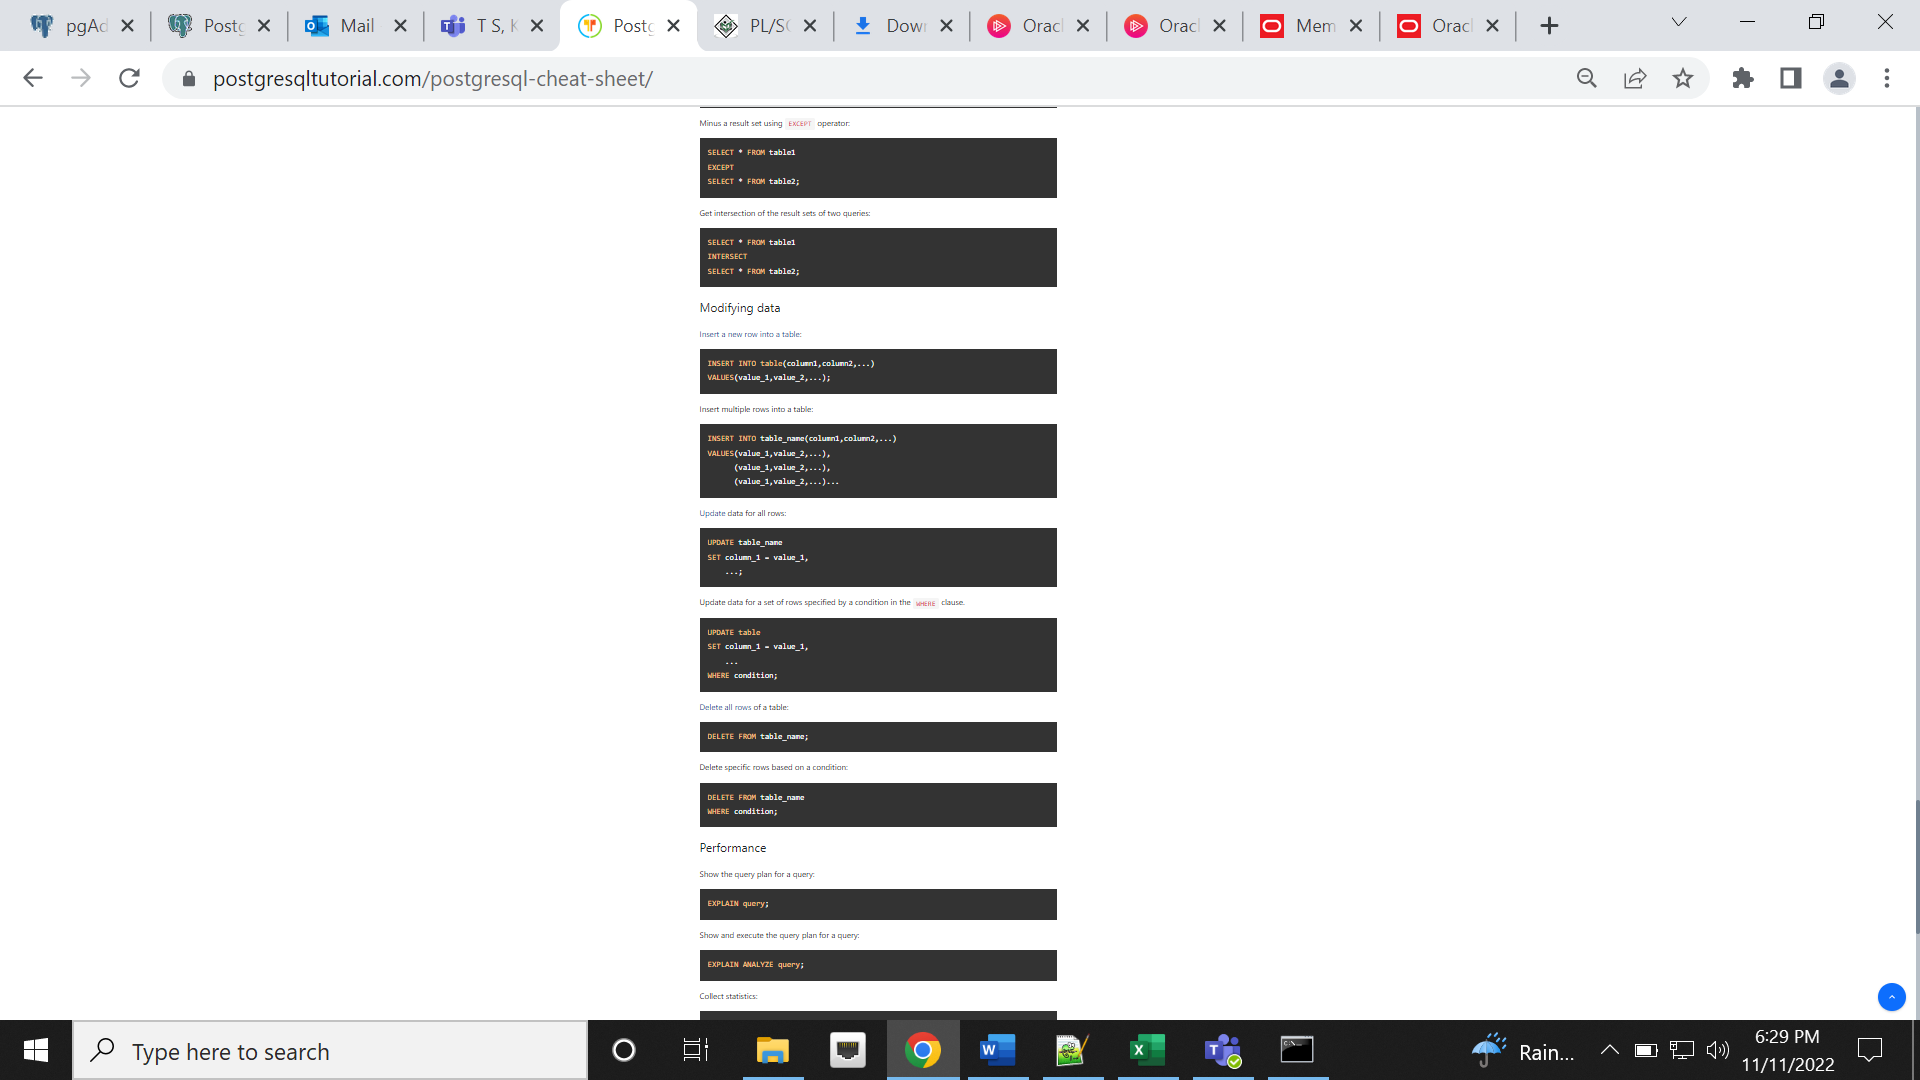 pgAd
Postg
Mail
T S, K
Postg
PL/SQ
Down
Oracl
Oracl
Mem
Oracl
postgresqltutorial.com/postgresql-cheat-sheet/
Minus a result set using EXCEPT operator:
SELECT * FROM table1
EXCEPT
SELECT * FROM table2;
Get intersection of the result sets of two queries:
SELECT * FROM table1
INTERSECT
SELECT * FROM table2;
Modifying data
Insert a new row into a table:
INSERT INTO table(column1,column2,...)
VALUES(value_1,value_2,...);
Insert multiple rows into a table:
INSERT INTO table_name(column1,column2,...)
VALUES(value_1,value_2,...),
(value_1,value_2,...),
(value_1,value_2,...)...
Update data for all rows:
UPDATE table_name
SET column_1 = value_1,
...;
Update data for a set of rows specified by a condition in the WHERE clause.
UPDATE table
SET column_1 = value_1,
...
WHERE condition;
Delete all rows of a table:
DELETE FROM table_name;
Delete specific rows based on a condition:
DELETE FROM table_name
WHERE condition;
Performance
Show the query plan for a query:
EXPLAIN query;
Show and execute the query plan for a query:
EXPLAIN ANALYZE query;
Collect statistics:
Type here to search
Rain...
6:29 PM
11/11/2022